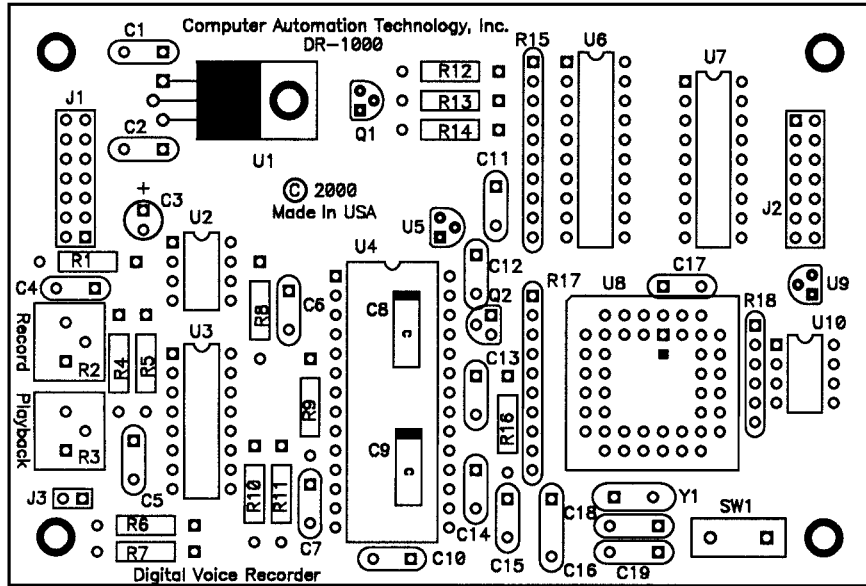 Computer Automation Technology, Inc.
DR-1000
C1
R15
U6
U7
R12
R13
R14
Q1
J1
C2
U1
C11
J2
© 2000
Made In USA
+
C3
U2
U5
U4
R1
C12
C4
R8
C6
C8
c
Q2
R17
U8
C17
U9
R18
U10
Record
R2
R4
R5
U3
C13
Playback
R3
R9
R16
C9
c
C5
J3
R10
R11
C7
C14
C15
C16
Y1
C18
C19
SW1
R6
R7
C10
Digital Voice Recorder